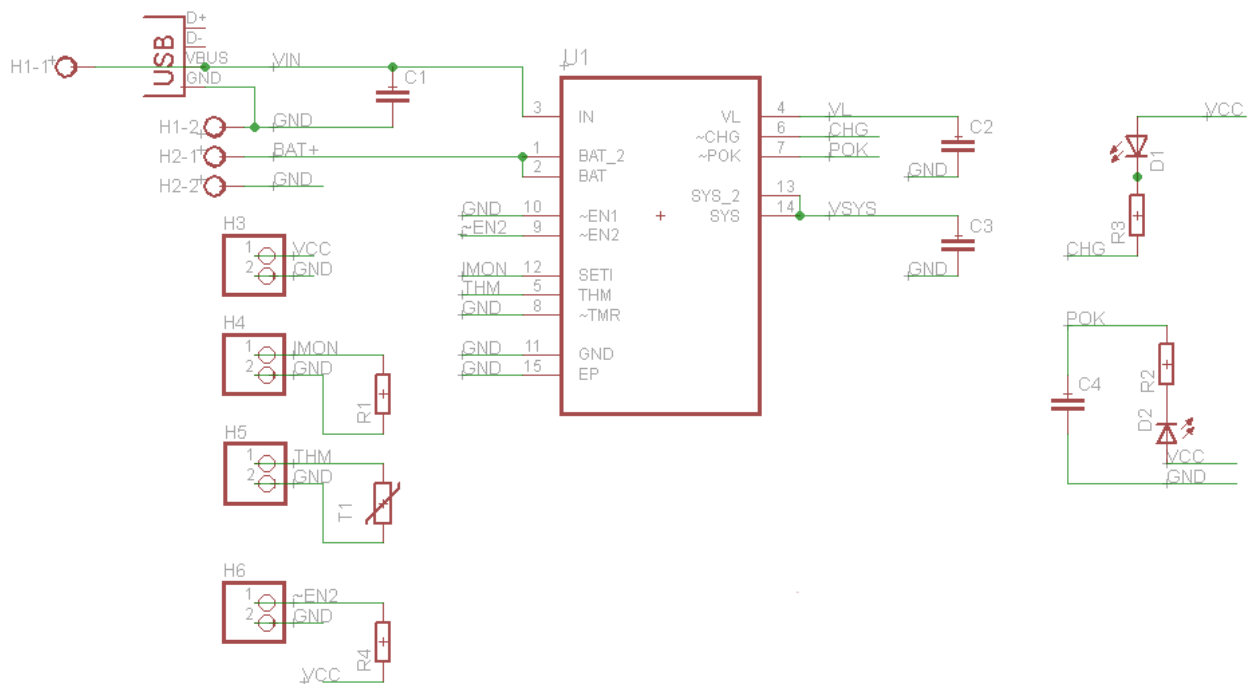 D+
D-
VBUS
GND
USB
H1-1
VIN
C1
H1-2
GND
H2-1
BAT+
H2-2
GND
U1
3
IN
1
BAT_2
2
BAT
10
~EN1
GND
9
~EN2
~EN2
12
SETI
IMON
5
THM
THM
8
~TMR
GND
11
GND
GND
15
EP
GND
VL
4
VL
~CHG
6
CHG
~POK
7
POK
SYS_2
13
SYS
14
VSYS
C2
GND
C3
GND
VCC
D1
R3
CHG
POK
R2
C4
D2
VCC
GND
H3
1
VCC
2
GND
H4
1
IMON
2
GND
R1
H5
1
THM
2
GND
T1
H6
1
~EN2
2
GND
R4
VCC